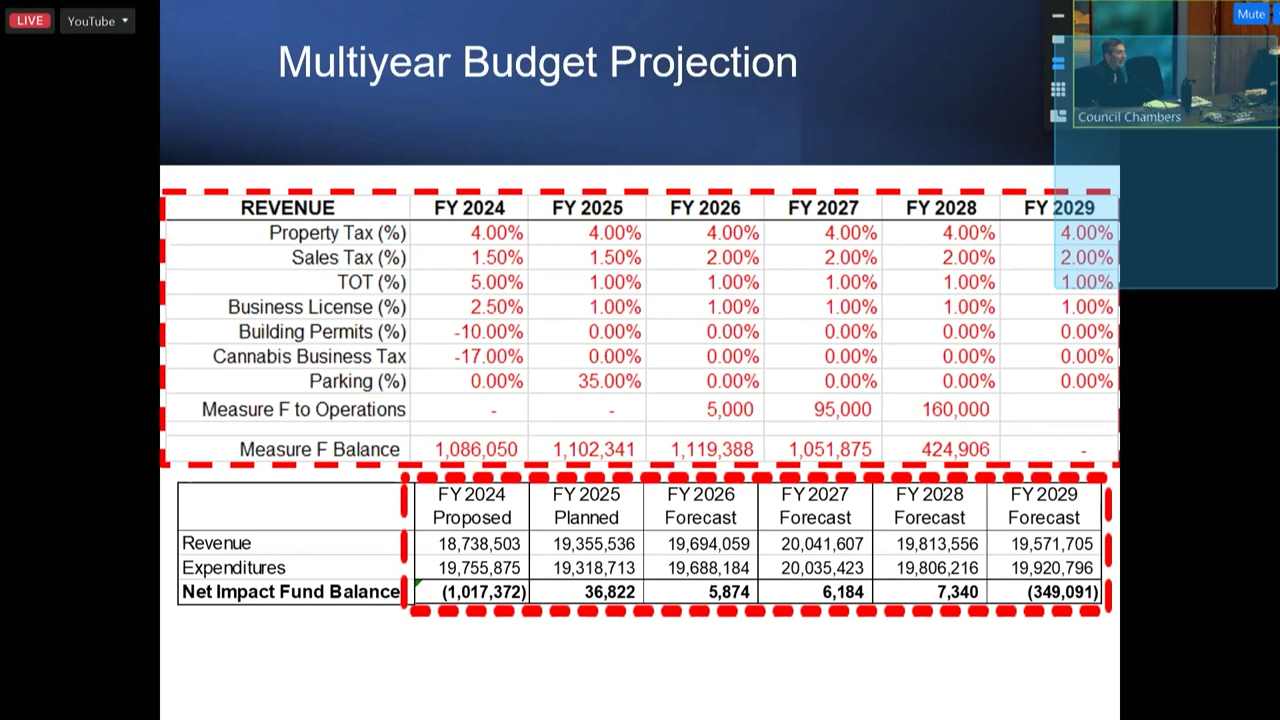 LIVE YouTube Mute
Multiyear Budget Projection
Council Chambers
REVENUE FY 2024 FY 2025 FY 2026 FY 2027 FY 2028 FY 2029
Property Tax (%) 4.00% 4.00% 4.00% 4.00% 4.00% 4.00%
Sales Tax (%) 1.50% 1.50% 2.00% 2.00% 2.00% 2.00%
TOT (%) 5.00% 1.00% 1.00% 1.00% 1.00% 1.00%
Business License (%) 2.50% 1.00% 1.00% 1.00% 1.00% 1.00%
Building Permits (%) -10.00% 0.00% 0.00% 0.00% 0.00% 0.00%
Cannabis Business Tax -17.00% 0.00% 0.00% 0.00% 0.00% 0.00%
Parking (%) 0.00% 35.00% 0.00% 0.00% 0.00% 0.00%
Measure F to Operations - - 5,000 95,000 160,000
Measure F Balance 1,086,050 1,102,341 1,119,388 1,051,875 424,906 -
FY 2024 FY 2025 FY 2026 FY 2027 FY 2028 FY 2029
Proposed Planned Forecast Forecast Forecast Forecast
Revenue 18,738,503 19,355,536 19,694,059 20,041,607 19,813,556 19,571,705
Expenditures 19,755,875 19,318,713 19,688,184 20,035,423 19,806,216 19,920,796
Net Impact Fund Balance (1,017,372) 36,822 5,874 6,184 7,340 (349,091)